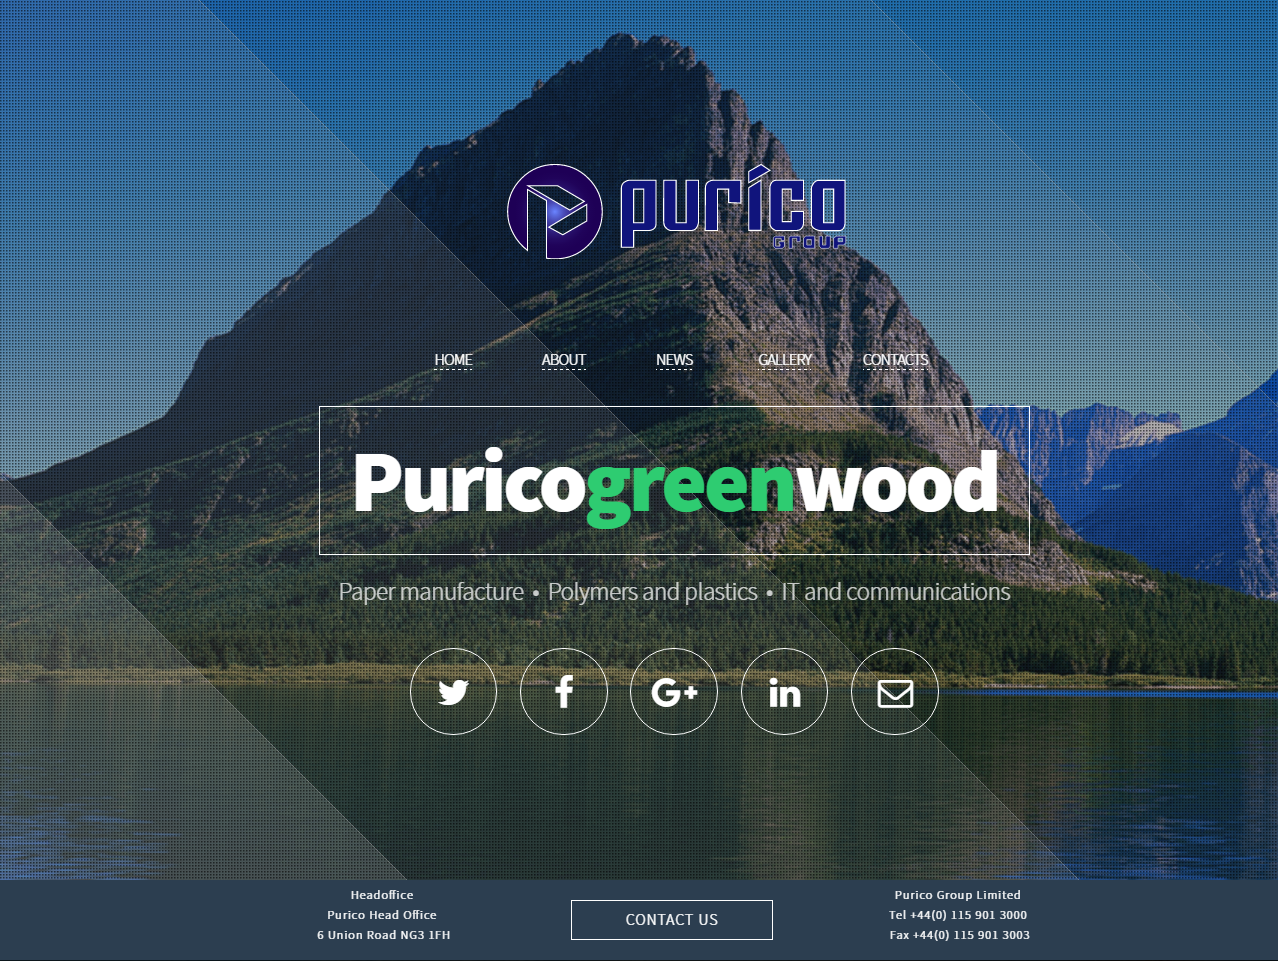 puríco
GROUP
HOME ABOUT NEWS GALLERY CONTACTS
Puricogreenwood
Paper manufacture • Polymers and plastics • IT and communications
Headoffice
Purico Head Office
6 Union Road NG3 1FH
CONTACT US
Purico Group Limited
Tel +44(0) 115 901 3000
Fax +44(0) 115 901 3003